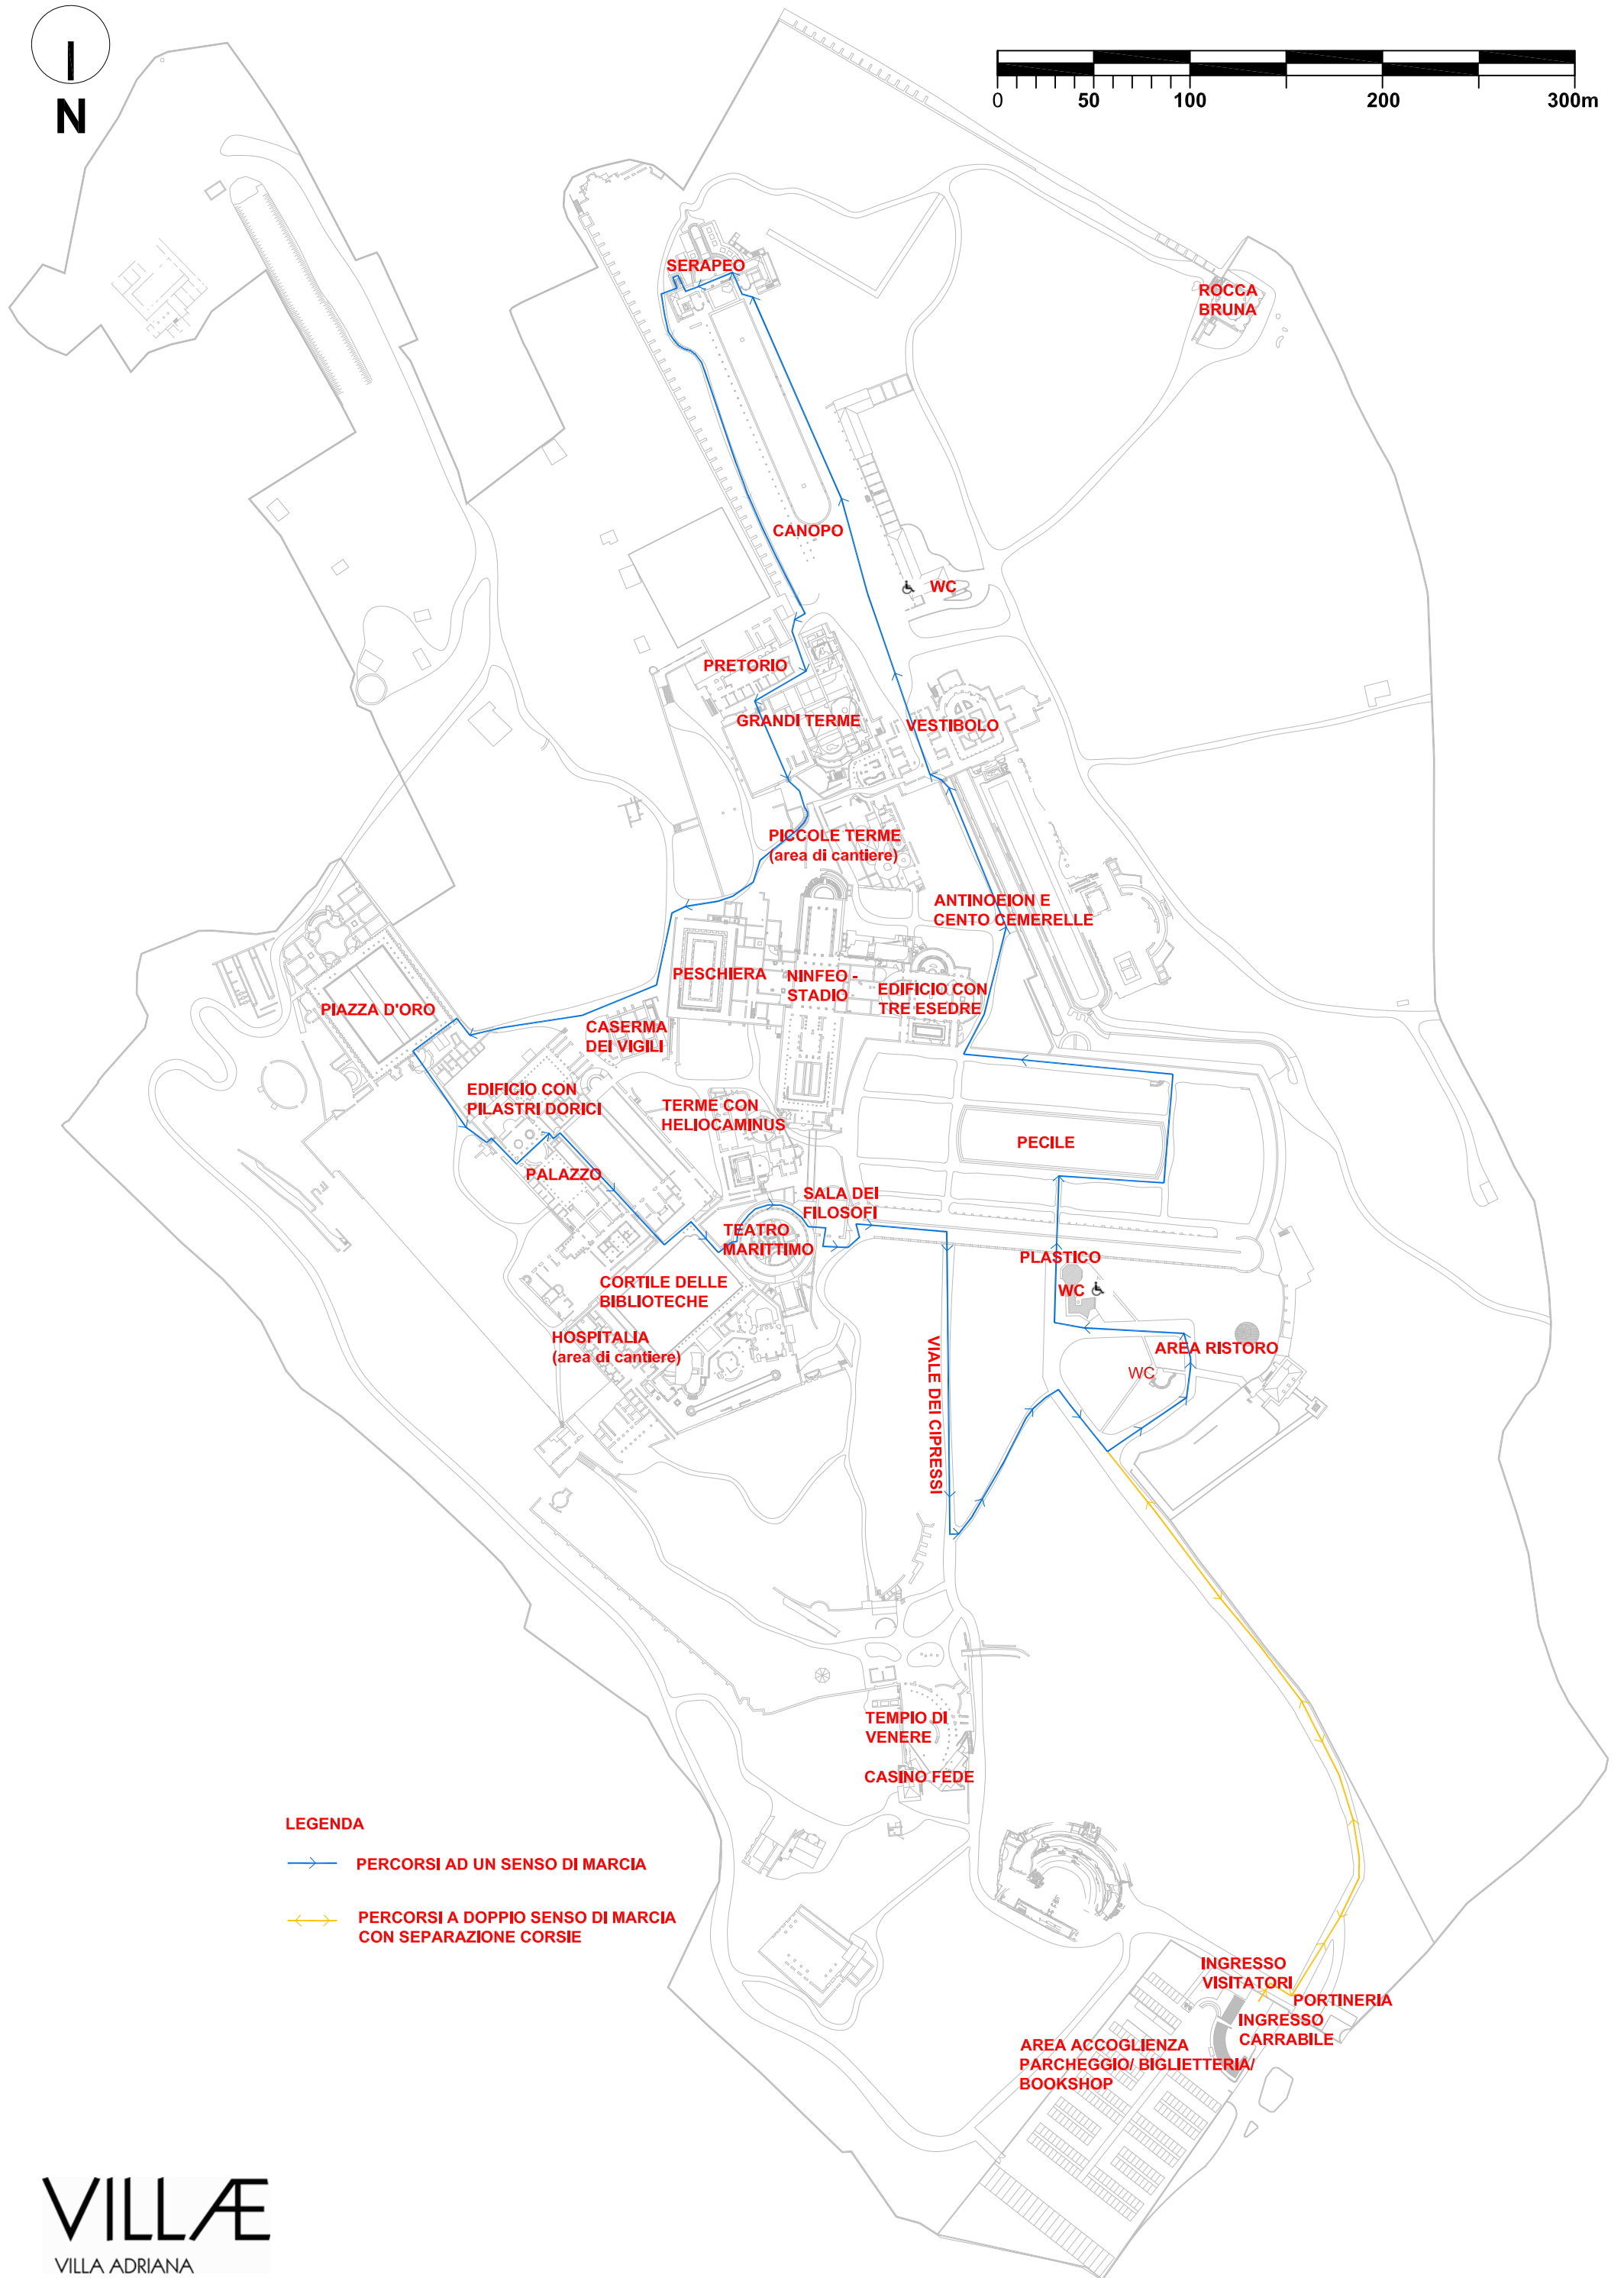 N
0 50 100 200 300m
SERAPEO
ROCCA
BRUNA
CANOPO
WC
PRETORIO
GRANDI TERME
VESTIBOLO
PICCOLE TERME
(area di cantiere)
ANTINOEION E
CENTO CEMERELLE
PESCHIERA
NINFEO -
STADIO
EDIFICIO CON
TRE ESEDRE
PIAZZA D'ORO
CASERMA
DEI VIGILI
EDIFICIO CON
PILASTRI DORICI
TERME CON
HELIOCAMINUS
PECILE
PALAZZO
SALA DEI
FILOSOFI
TEATRO
MARITTIMO
PLASTICO
WC
CORTILE DELLE
BIBLIOTECHE
HOSPITALIA
(area di cantiere)
VIALE DEI CIPRESSI
AREA RISTORO
WC
TEMPIO DI
VENERE
CASINO FEDE
LEGENDA
PERCORSI AD UN SENSO DI MARCIA
PERCORSI A DOPPIO SENSO DI MARCIA
CON SEPARAZIONE CORSIE
INGRESSO
VISITATORI
PORTINERIA
INGRESSO
CARRABILE
AREA ACCOGLIENZA
PARCHEGGIO/ BIGLIETTERIA/
BOOKSHOP
VILLÆ
VILLA ADRIANA